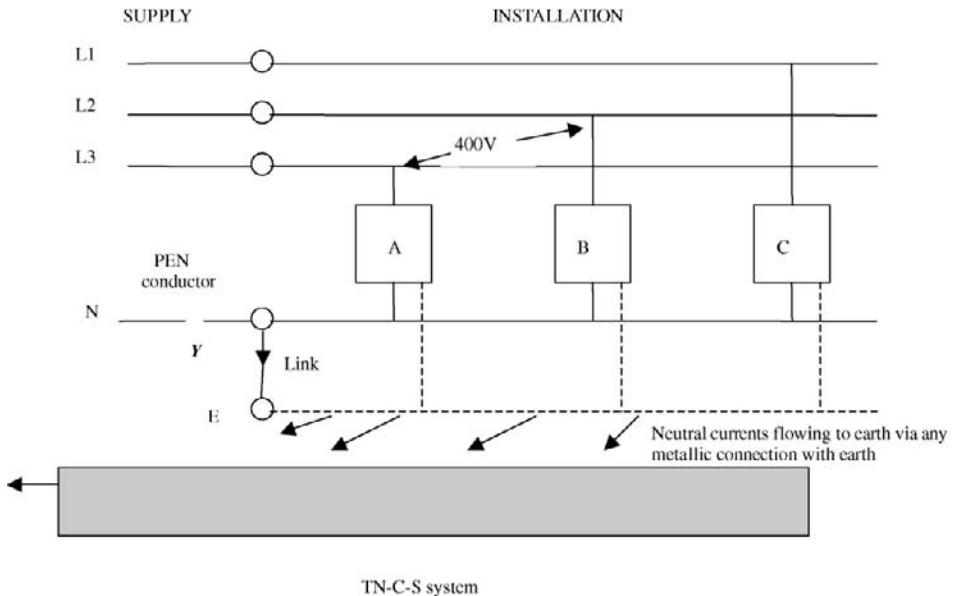 SUPPLY
INSTALLATION
L1
L2
400V
L3
A
B
C
PEN
conductor
N
Y
Link
E
Neutral currents flowing to earth via any
metallic connection with earth
TN-C-S system